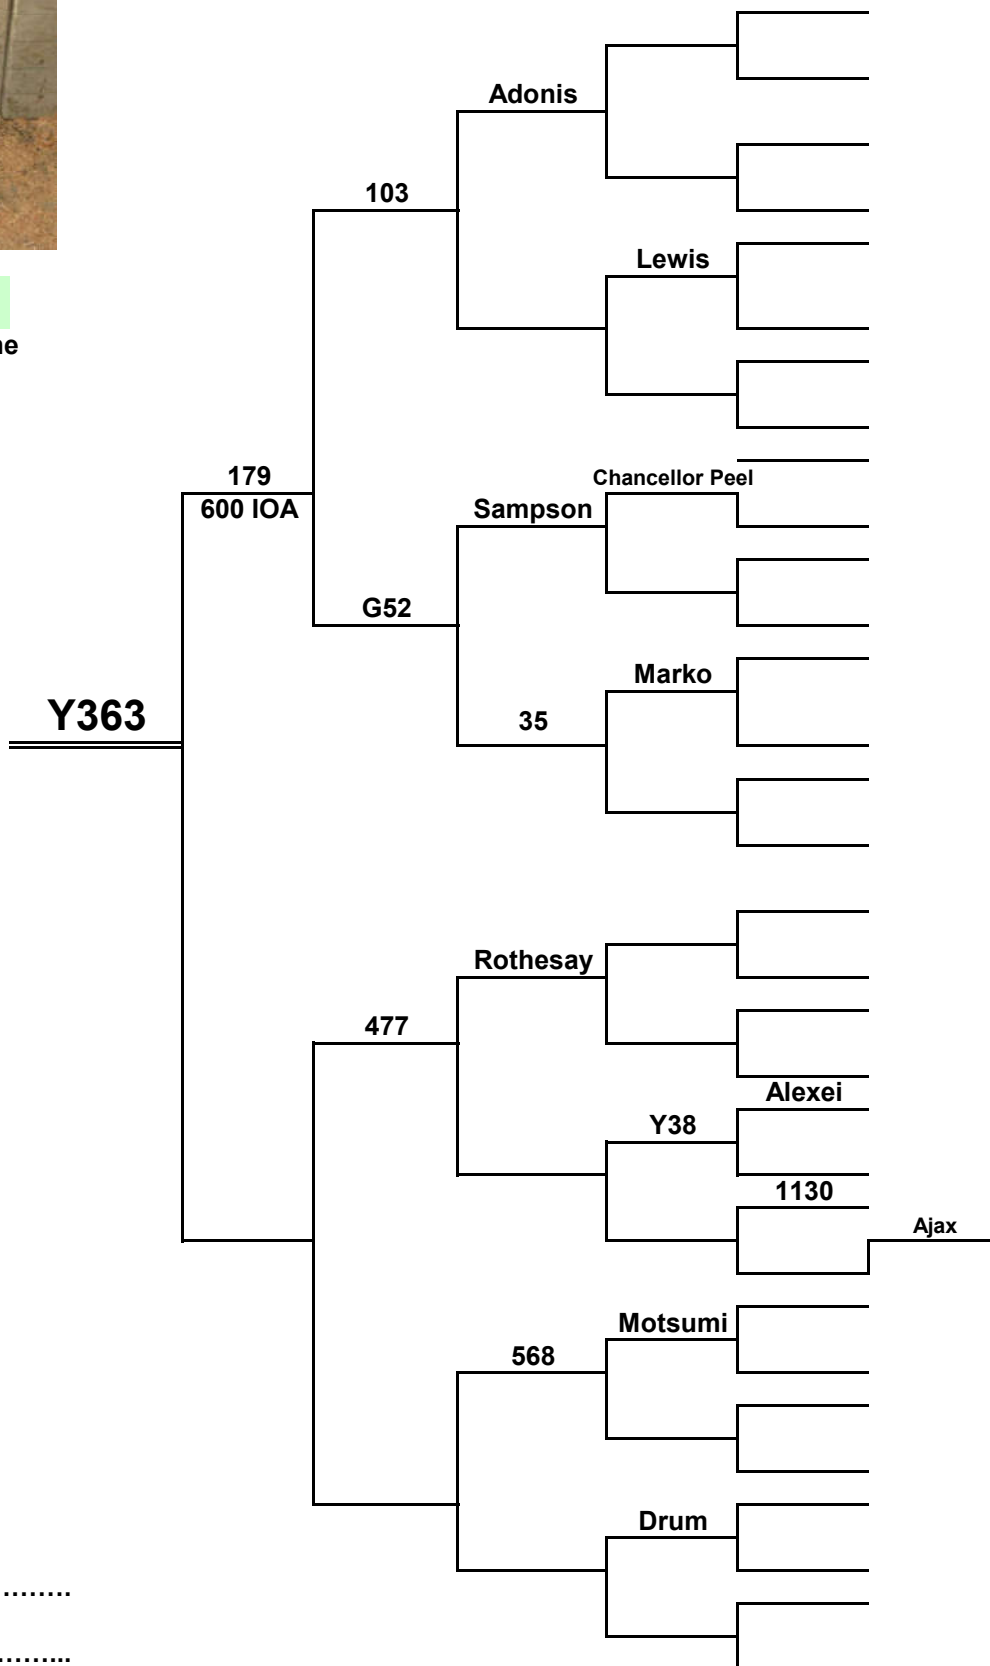 Adonis
103
Lewis
ne
179
Chancellor Peel
600 IOA
Sampson
G52
Marko
Y363
35
Rothesay
477
Alexei
Y38
1130
Ajax
Motsumi
568
Drum
……..
……...